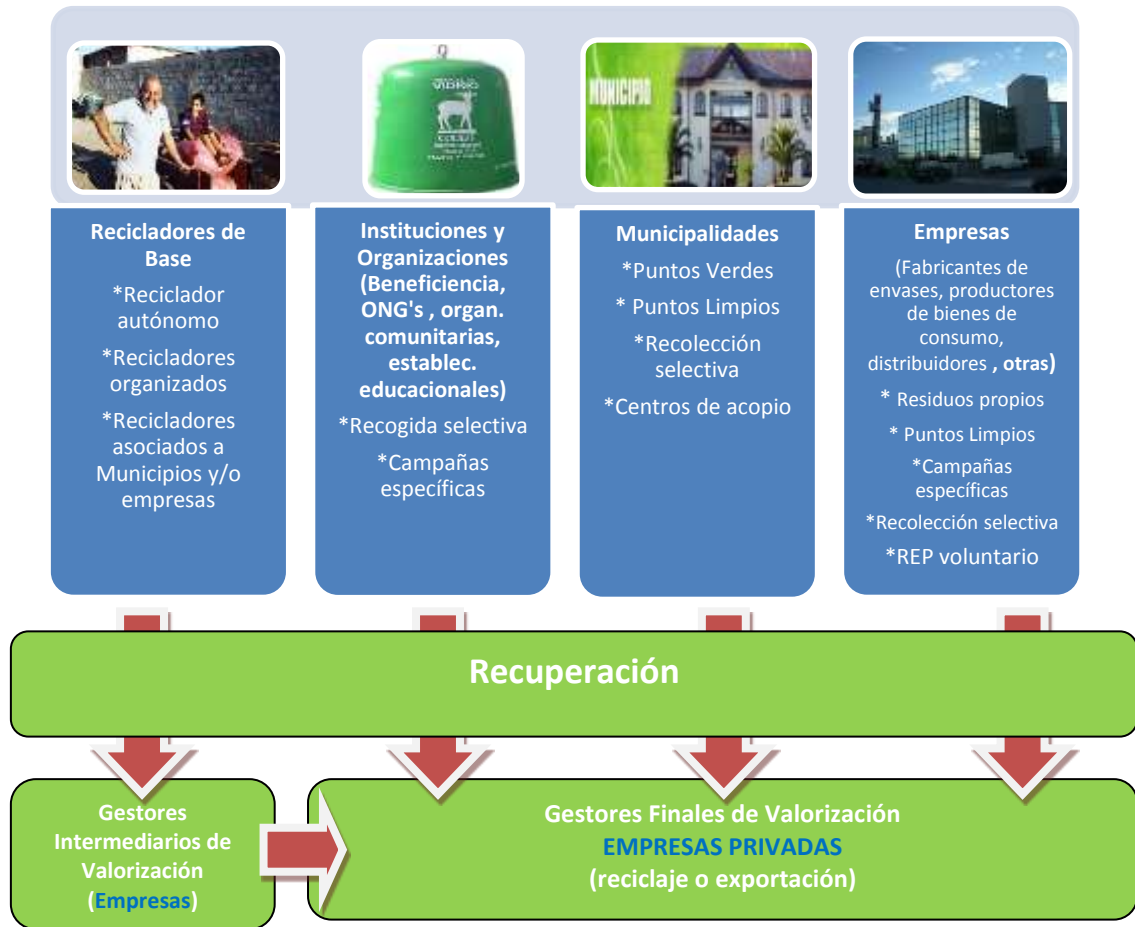 VIDRIO
MUNICIPIO
Recicladores de
Base
*Reciclador
autónomo
*Recicladores
organizados
*Recicladores
asociados a
Municipios y/o
empresas
Instituciones y
Organizaciones
(Beneficiencia,
ONG's , organ.
comunitarias,
establec.
educacionales)
*Recogida selectiva
*Campañas
específicas
Municipalidades
*Puntos Verdes
* Puntos Limpios
*Recolección
selectiva
*Centros de acopio
Empresas
(Fabricantes de
envases, productores
de bienes de
consumo,
distribuidores , otras)
* Residuos propios
* Puntos Limpios
*Campañas
específicas
*Recolección selectiva
*REP voluntario
Recuperación
Gestores
Intermediarios de
Valorización
(Empresas)
Gestores Finales de Valorización
EMPRESAS PRIVADAS
(reciclaje o exportación)